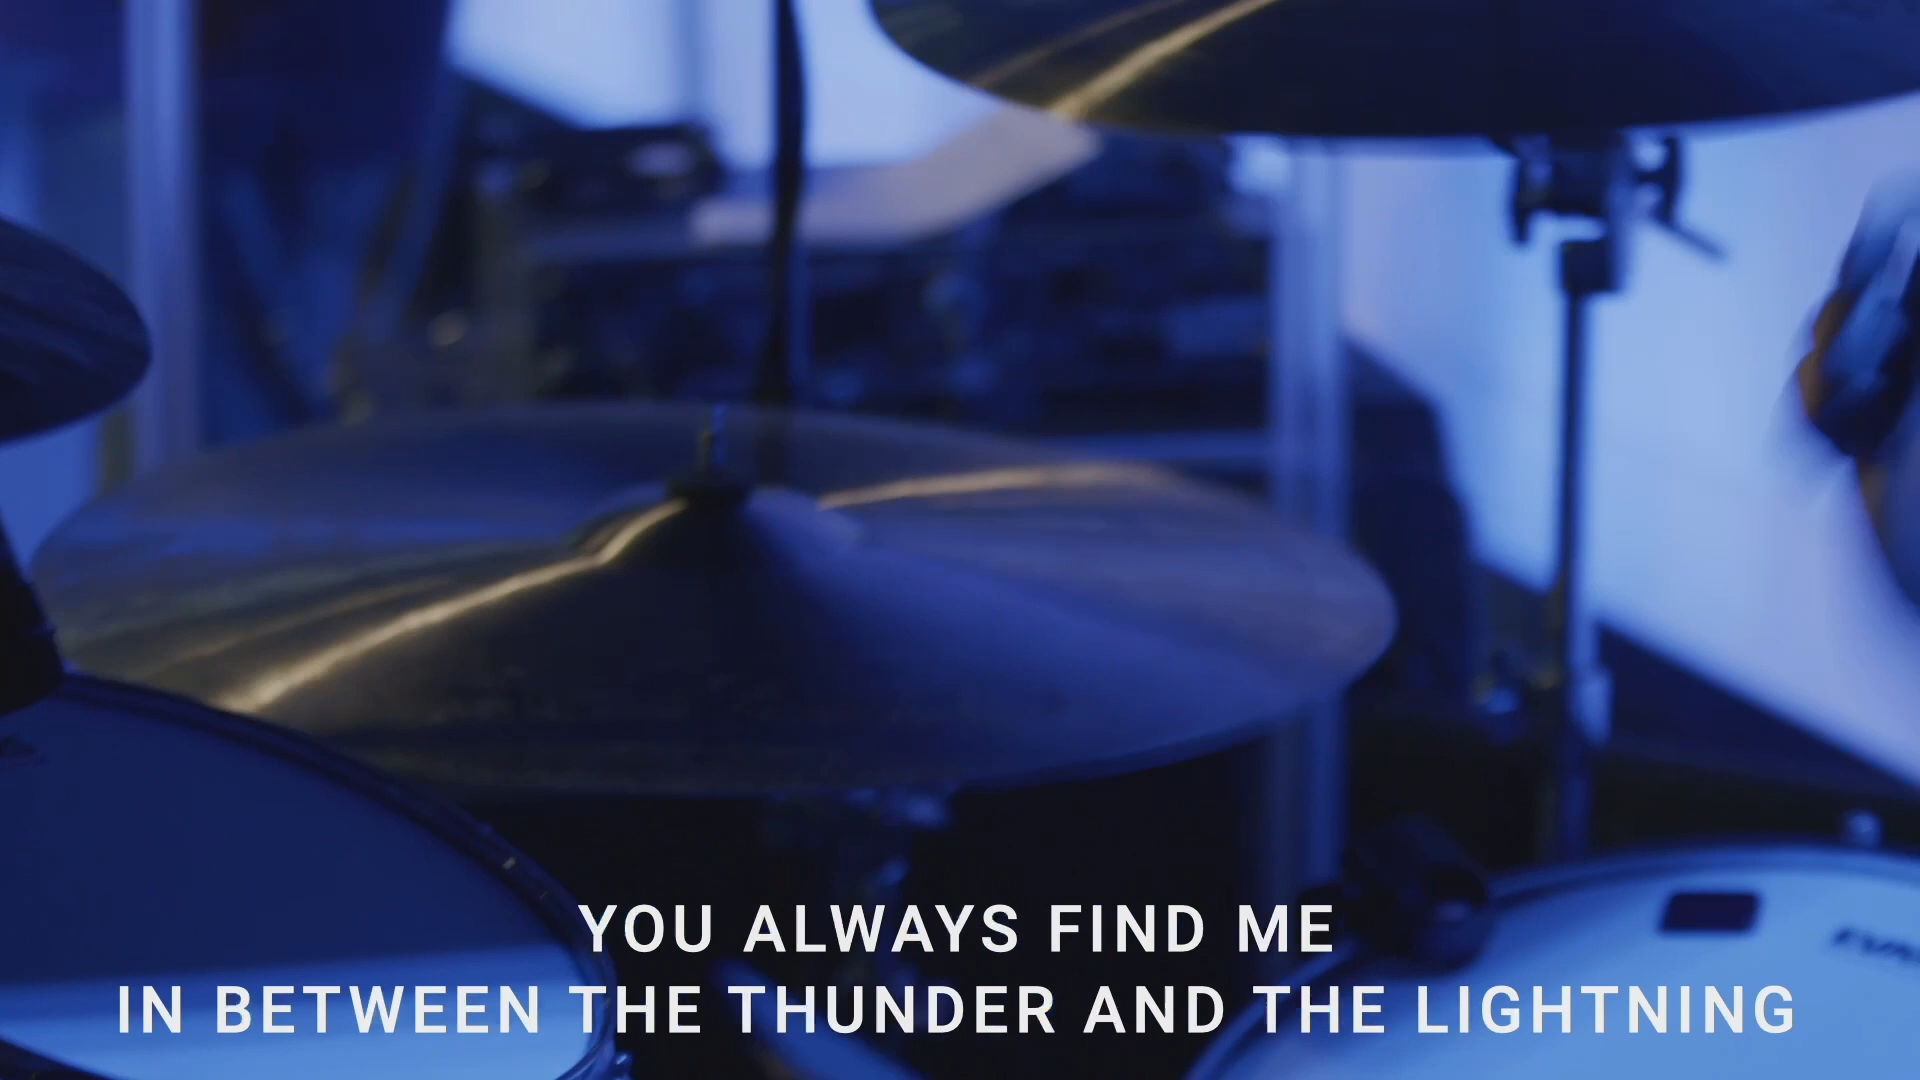 YOU ALWAYS FIND ME
IN BETWEEN THE THUNDER AND THE LIGHTNING